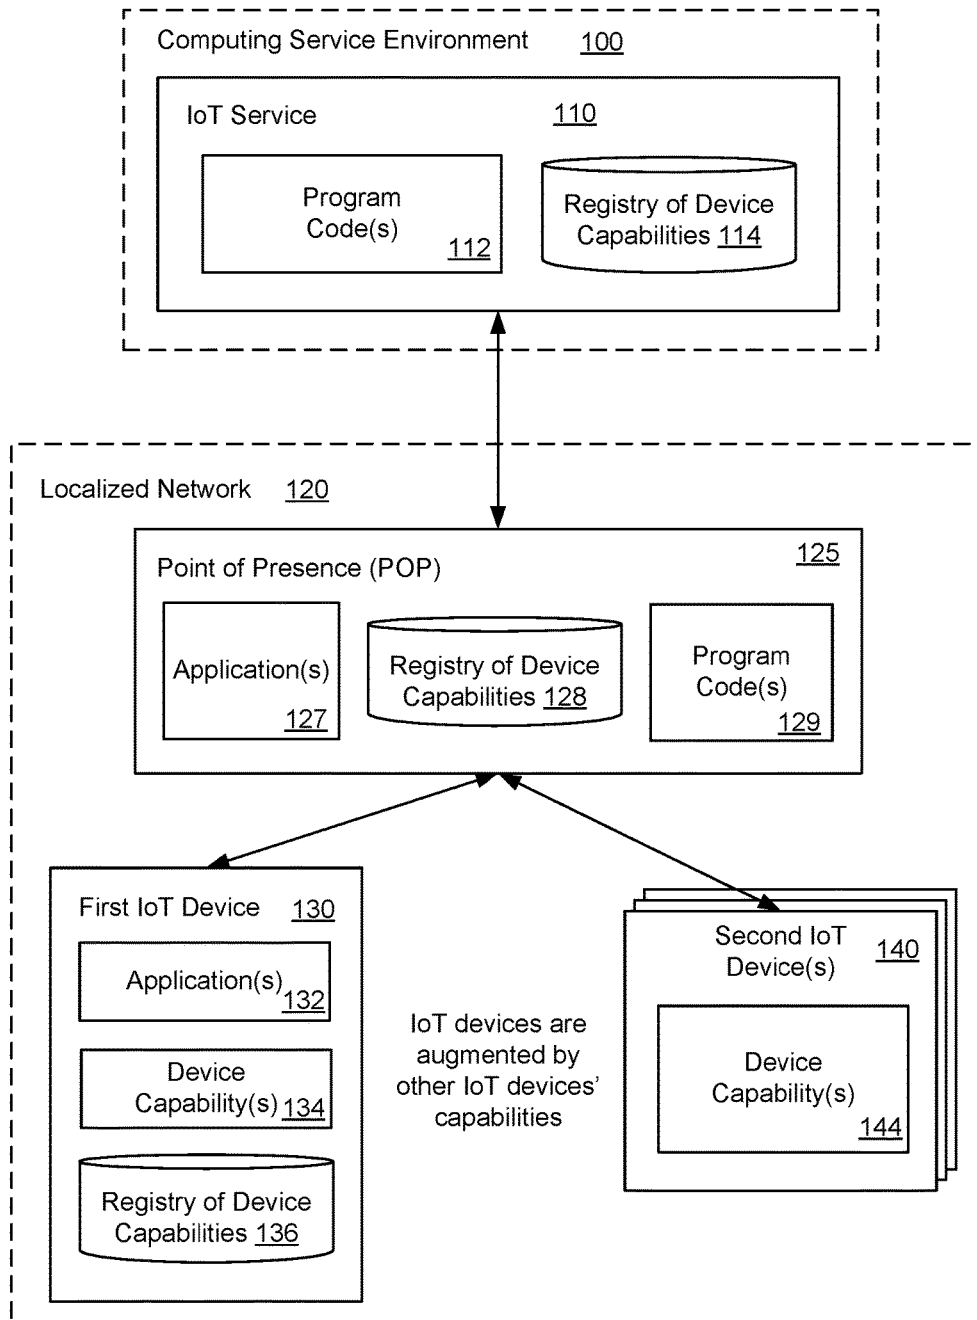 Computing Service Environment 100
IoT Service 110
Program
Code(s)
112
Registry of Device
Capabilities 114
Localized Network 120
125
Point of Presence (POP)
Application(s)
127
Registry of Device
Capabilities 128
Program
Code(s)
129
First IoT Device 130
Application(s)
132
Device
Capability(s) 134
Registry of Device
Capabilities 136
IoT devices are
augmented by
other IoT devices’
capabilities
Second IoT
Device(s) 140
Device
Capability(s)
144